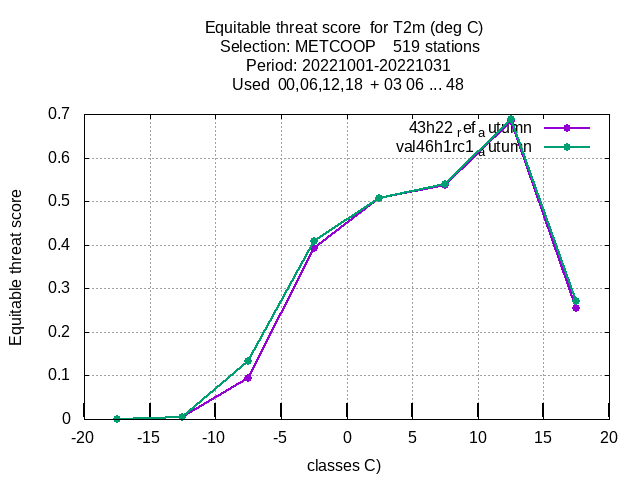 Equitable threat score  for T2m (deg C)
Selection: METCOOP    519 stations
Period: 20221001-20221031
Used  00,06,12,18  + 03 06 ... 48
43h22 ref autumn
val46h1rc1 autumn
0.7
0.6
0.5
0.4
0.3
0.2
0.1
0
Equitable threat score
-20 -15 -10 -5 0 5 10 15 20
classes C)